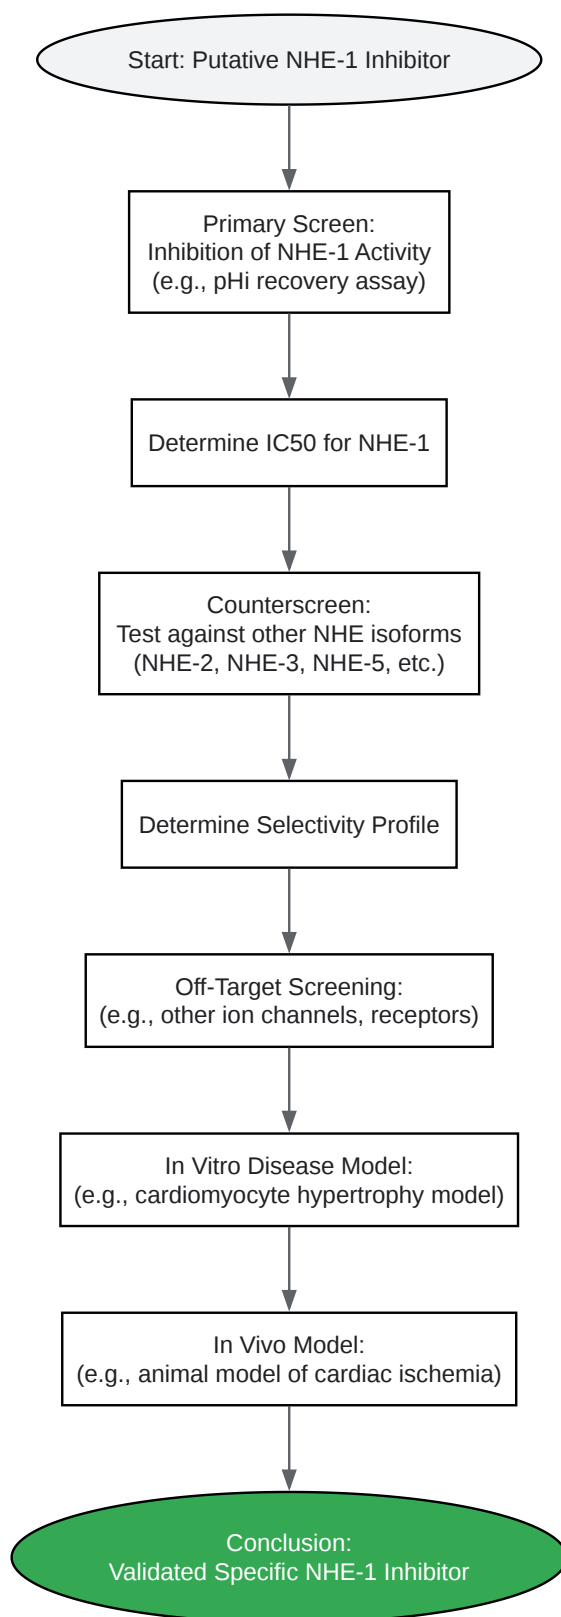 Start: Putative NHE-1 Inhibitor
Primary Screen:
Inhibition of NHE-1 Activity
(e.g., pHi recovery assay)
Determine IC50 for NHE-1
Counterscreen:
Test against other NHE isoforms
(NHE-2, NHE-3, NHE-5, etc.)
Determine Selectivity Profile
Off-Target Screening:
(e.g., other ion channels, receptors)
In Vitro Disease Model:
(e.g., cardiomyocyte hypertrophy model)
In Vivo Model:
(e.g., animal model of cardiac ischemia)
Conclusion:
Validated Specific NHE-1 Inhibitor